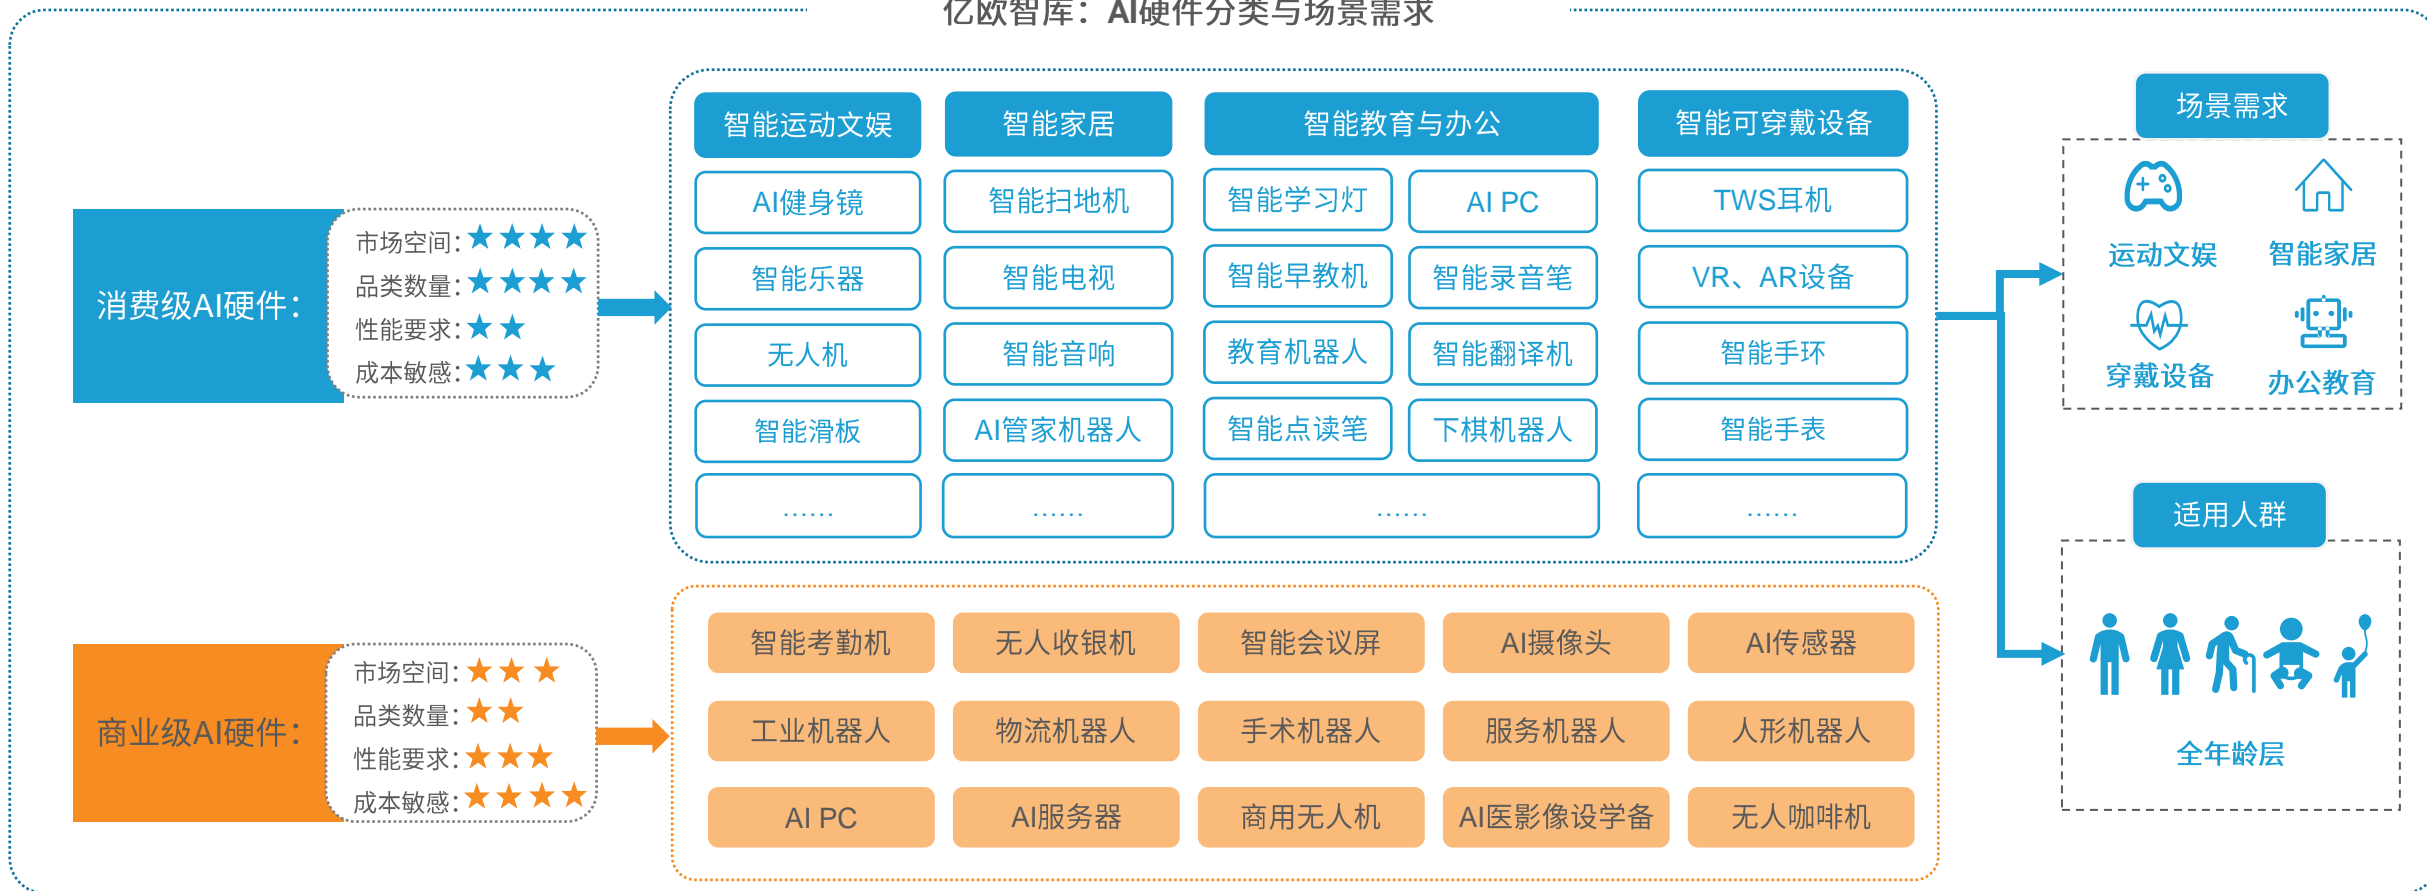 亿欧智库：AI硬件分类与场景需求
消费级AI硬件：
市场空间：★★★★
品类数量：★★★★
性能要求：★★
成本敏感：★★★
智能运动文娱
AI健身镜
智能乐器
无人机
智能滑板
……
智能家居
智能扫地机
智能电视
智能音响
AI管家机器人
……
智能教育与办公
智能学习灯
AI PC
智能早教机
智能录音笔
教育机器人
智能翻译机
智能点读笔
下棋机器人
……
智能可穿戴设备
TWS耳机
VR、AR设备
智能手环
智能手表
……
场景需求
运动文娱
智能家居
穿戴设备
办公教育
适用人群
全年龄层
商业级AI硬件：
市场空间：★★★
品类数量：★★
性能要求：★★★
成本敏感：★★★★
智能考勤机
无人收银机
智能会议屏
AI摄像头
AI传感器
工业机器人
物流机器人
手术机器人
服务机器人
人形机器人
AI PC
AI服务器
商用无人机
AI医影像设学备
无人咖啡机